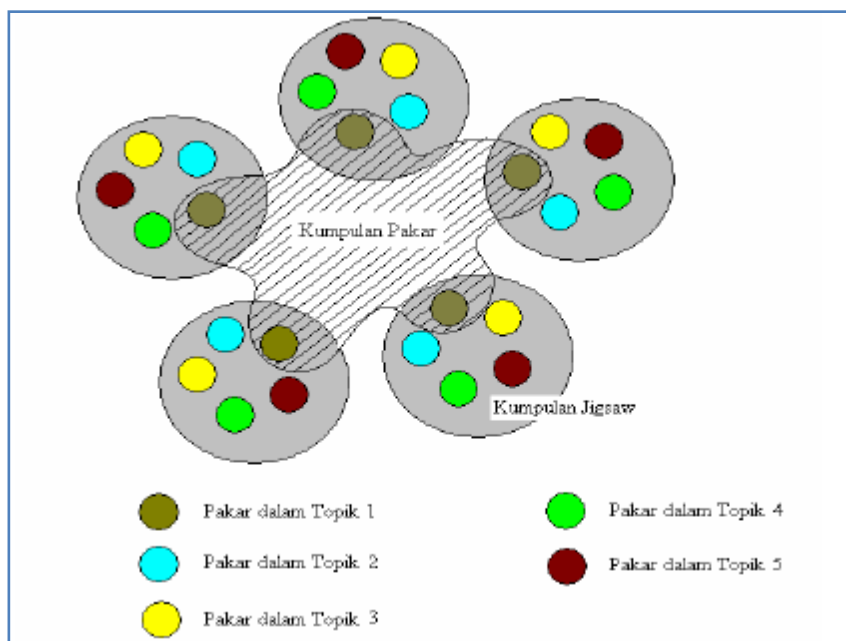 Kumpulan Pakar
Kumpulan Jigsaw
Pakar dalam Topik 1
Pakar dalam Topik 2
Pakar dalam Topik 3
Pakar dalam Topik 4
Pakar dalam Topik 5